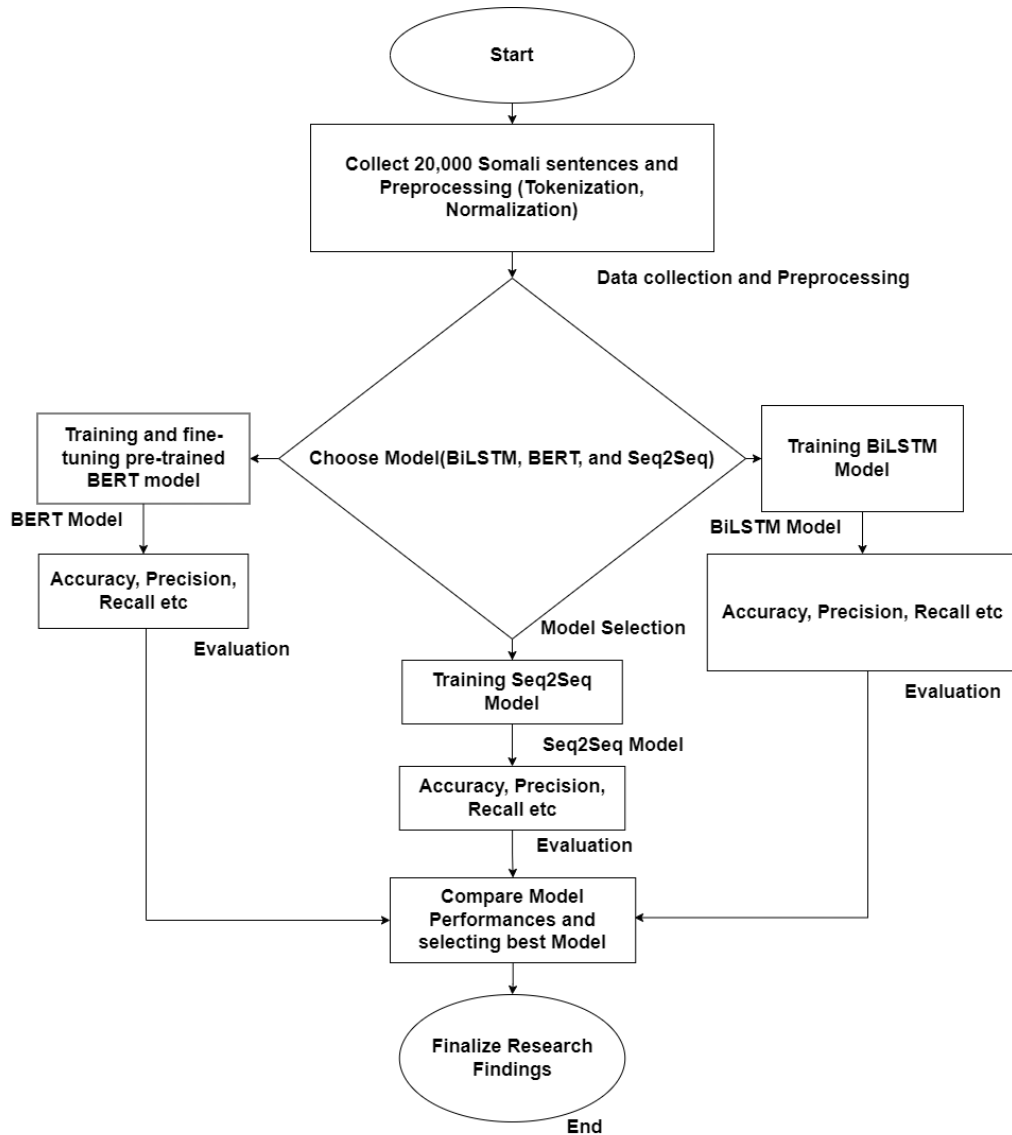 Start
Collect 20,000 Somali sentences and
Preprocessing (Tokenization,
Normalization)
Data collection and Preprocessing
Choose Model(BiLSTM, BERT, and Seq2Seq)
Training and fine-
tuning pre-trained
BERT model
BERT Model
Accuracy, Precision,
Recall etc
Evaluation
Model Selection
Training Seq2Seq
Model
Seq2Seq Model
Accuracy, Precision,
Recall etc
Evaluation
Training BiLSTM
Model
BiLSTM Model
Accuracy, Precision, Recall etc
Evaluation
Compare Model
Performances and
selecting best Model
Finalize Research
Findings
End